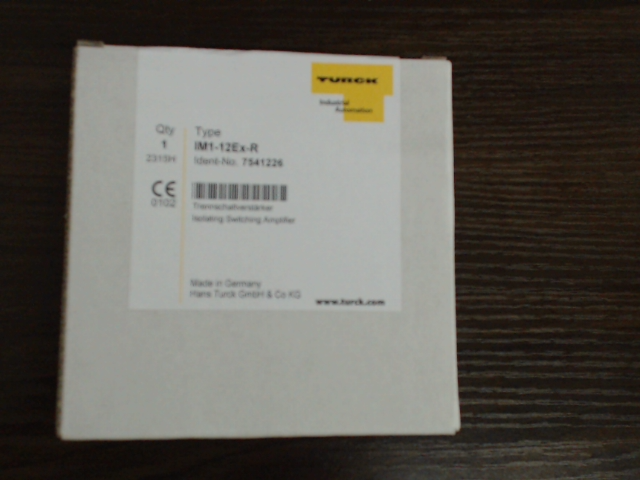 TURCK
Industrial
Automation
Qty
1
2315H
CE
0102
Type
IM1-12Ex-R
Ident-No. 7541226
Trennschaltverstärker
Isolating Switching Amplifier
Made in Germany
Hans Turck GmbH & Co KG
www.turck.com